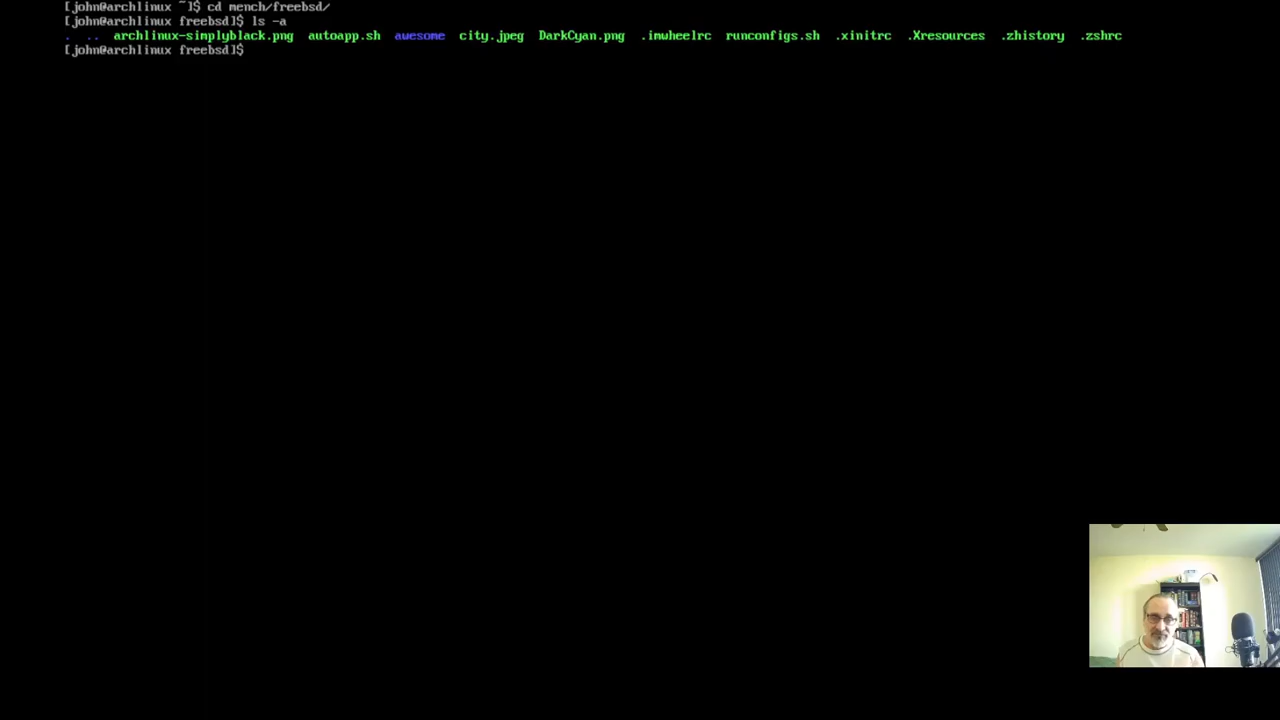 [john@archlinux ~]$ cd mench/freebsd/
[john@archlinux freebsd]$ ls -a
.  ..  archlinux-simplyblack.png  autoapp.sh  awesome  city.jpeg  DarkCyan.png  .imwheelrc  runconfigs.sh  .xinitrc  .Xresources  .zhistory  .zshrc
[john@archlinux freebsd]$